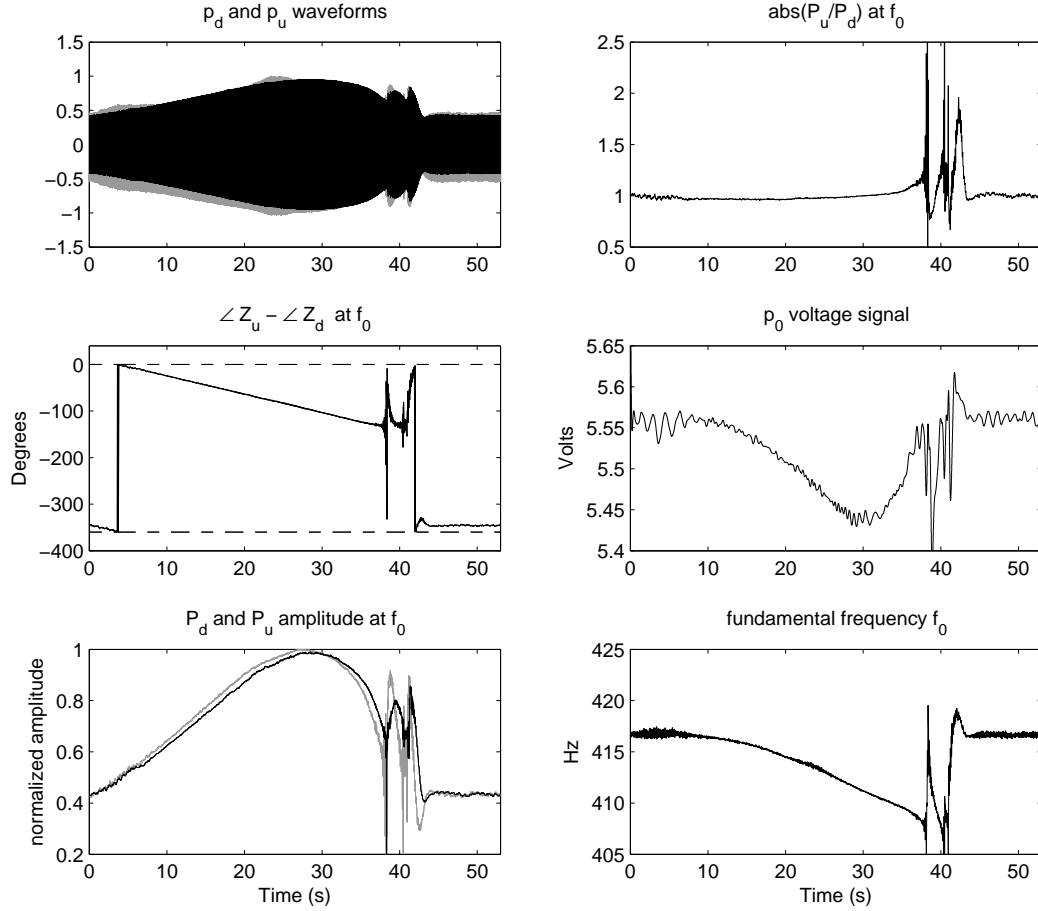 p_d and p_u waveforms
1.5
1
0.5
0
−0.5
−1
−1.5
0 10 20 30 40 50
abs(P_u/P_d) at f_0
2.5
2
1.5
1
0.5
0 10 20 30 40 50
∠ Z_u − ∠ Z_d at f_0
Degrees
0
−100
−200
−300
−400
0 10 20 30 40 50
p_0 voltage signal
Volts
5.65
5.6
5.55
5.5
5.45
5.4
0 10 20 30 40 50
P_d and P_u amplitude at f_0
normalized amplitude
1
0.8
0.6
0.4
0.2
0 10 20 30 40 50
Time (s)
fundamental frequency f_0
Hz
425
420
415
410
405
0 10 20 30 40 50
Time (s)